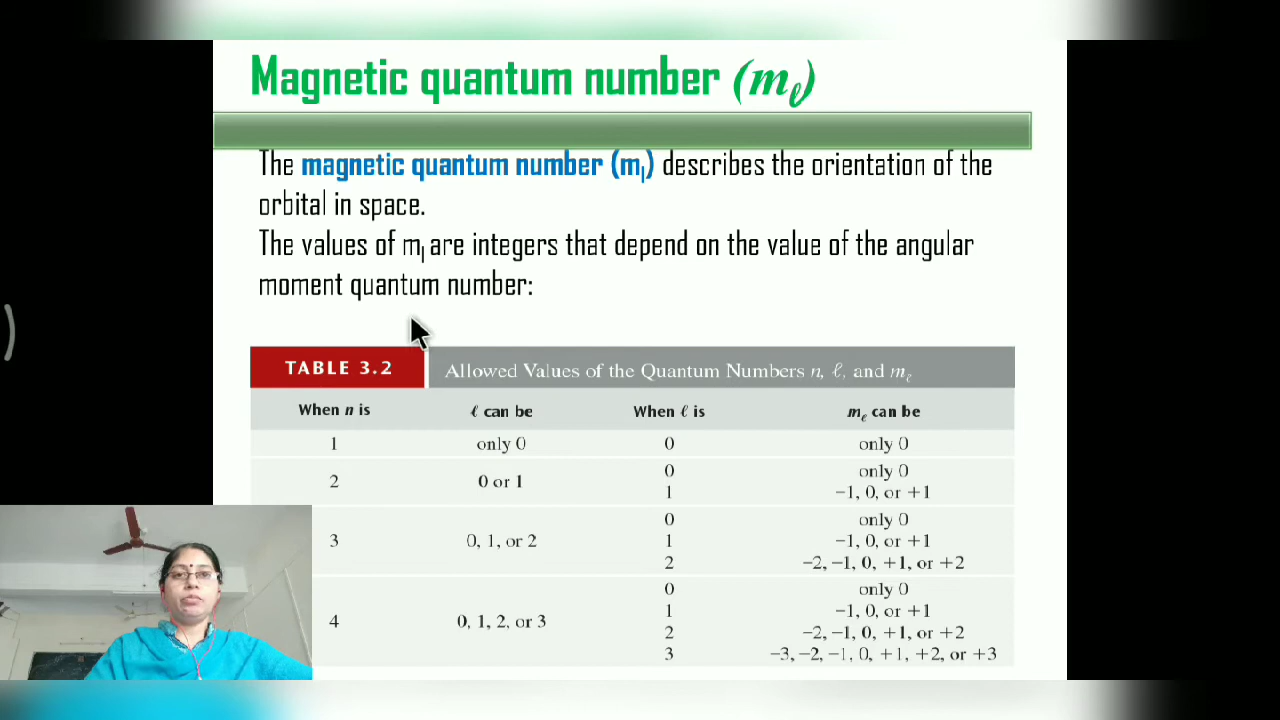 Magnetic quantum number (mℓ)
The magnetic quantum number (ml) describes the orientation of the
orbital in space.
The values of ml are integers that depend on the value of the angular
moment quantum number:
TABLE 3.2 Allowed Values of the Quantum Numbers n, ℓ, and mℓ
When n is ℓ can be When ℓ is mℓ can be
1 only 0 0 only 0
2 0 or 1 0 only 0
1 −1, 0, or +1
3 0, 1, or 2 0 only 0
1 −1, 0, or +1
2 −2, −1, 0, +1, or +2
4 0, 1, 2, or 3 0 only 0
1 −1, 0, or +1
2 −2, −1, 0, +1, or +2
3 −3, −2, −1, 0, +1, +2, or +3